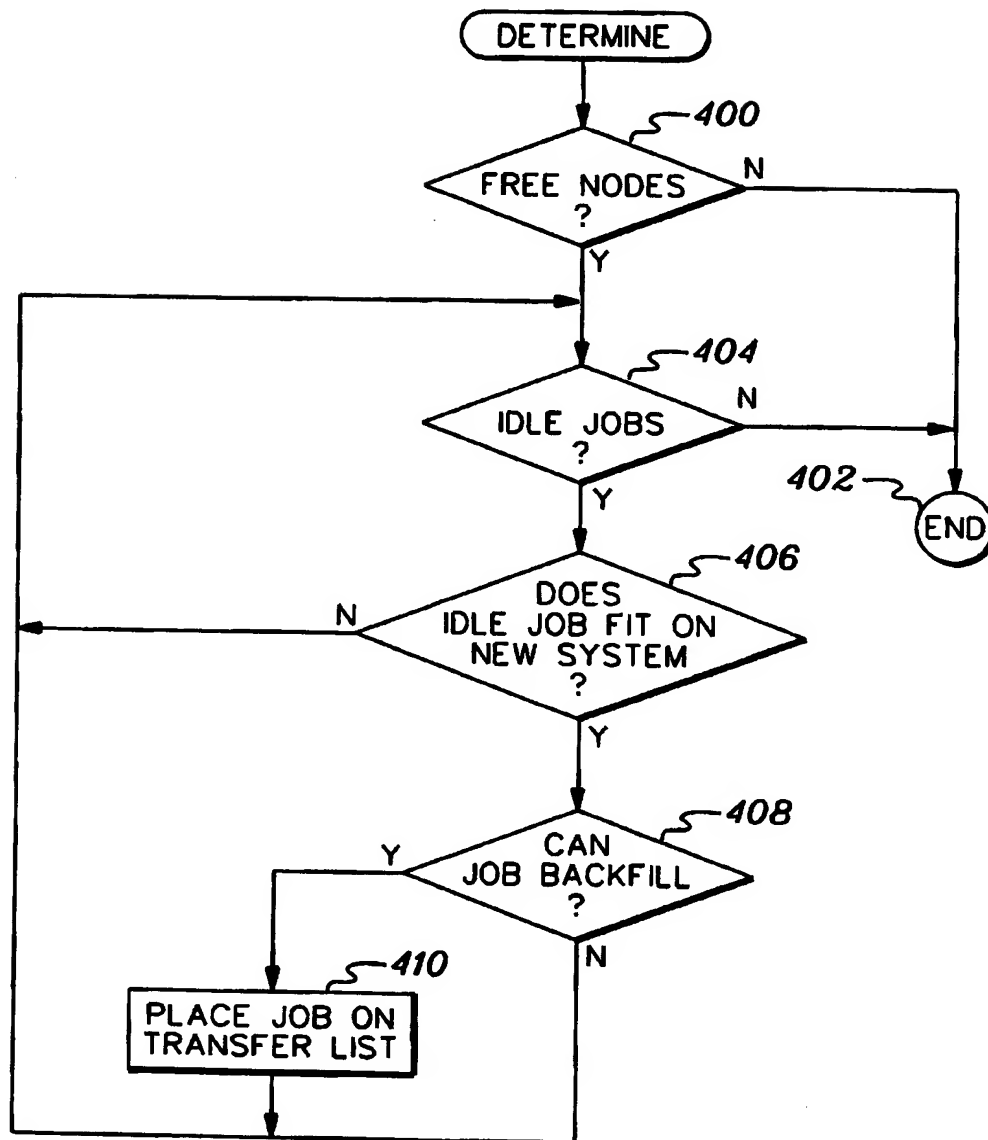 DETERMINE
400
FREE NODES
?
N
Y
404
IDLE JOBS
?
N
Y
402
END
406
DOES
IDLE JOB FIT ON
NEW SYSTEM
?
N
Y
408
CAN
JOB BACKFILL
?
Y
N
410
PLACE JOB ON
TRANSFER LIST